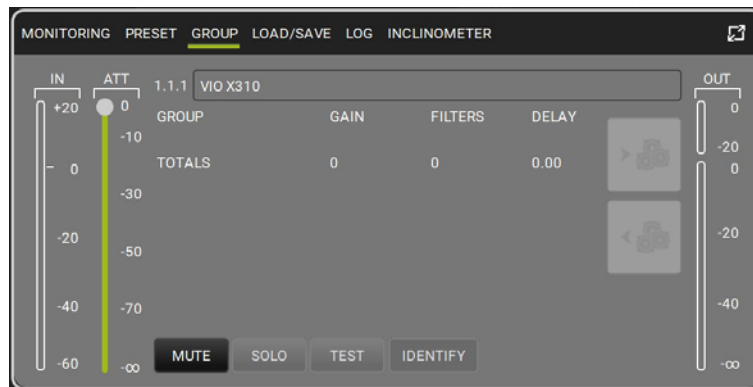 MONITORING PRESET GROUP LOAD/SAVE LOG INCLINOMETER
IN ATT OUT
1.1.1 VIO X310
GROUP GAIN FILTERS DELAY
TOTALS 0 0 0.00
+20
0
-20
-40
-60
0
-10
-30
-50
-70
-∞
0
-20
0
-20
-40
-∞
MUTE SOLO TEST IDENTIFY